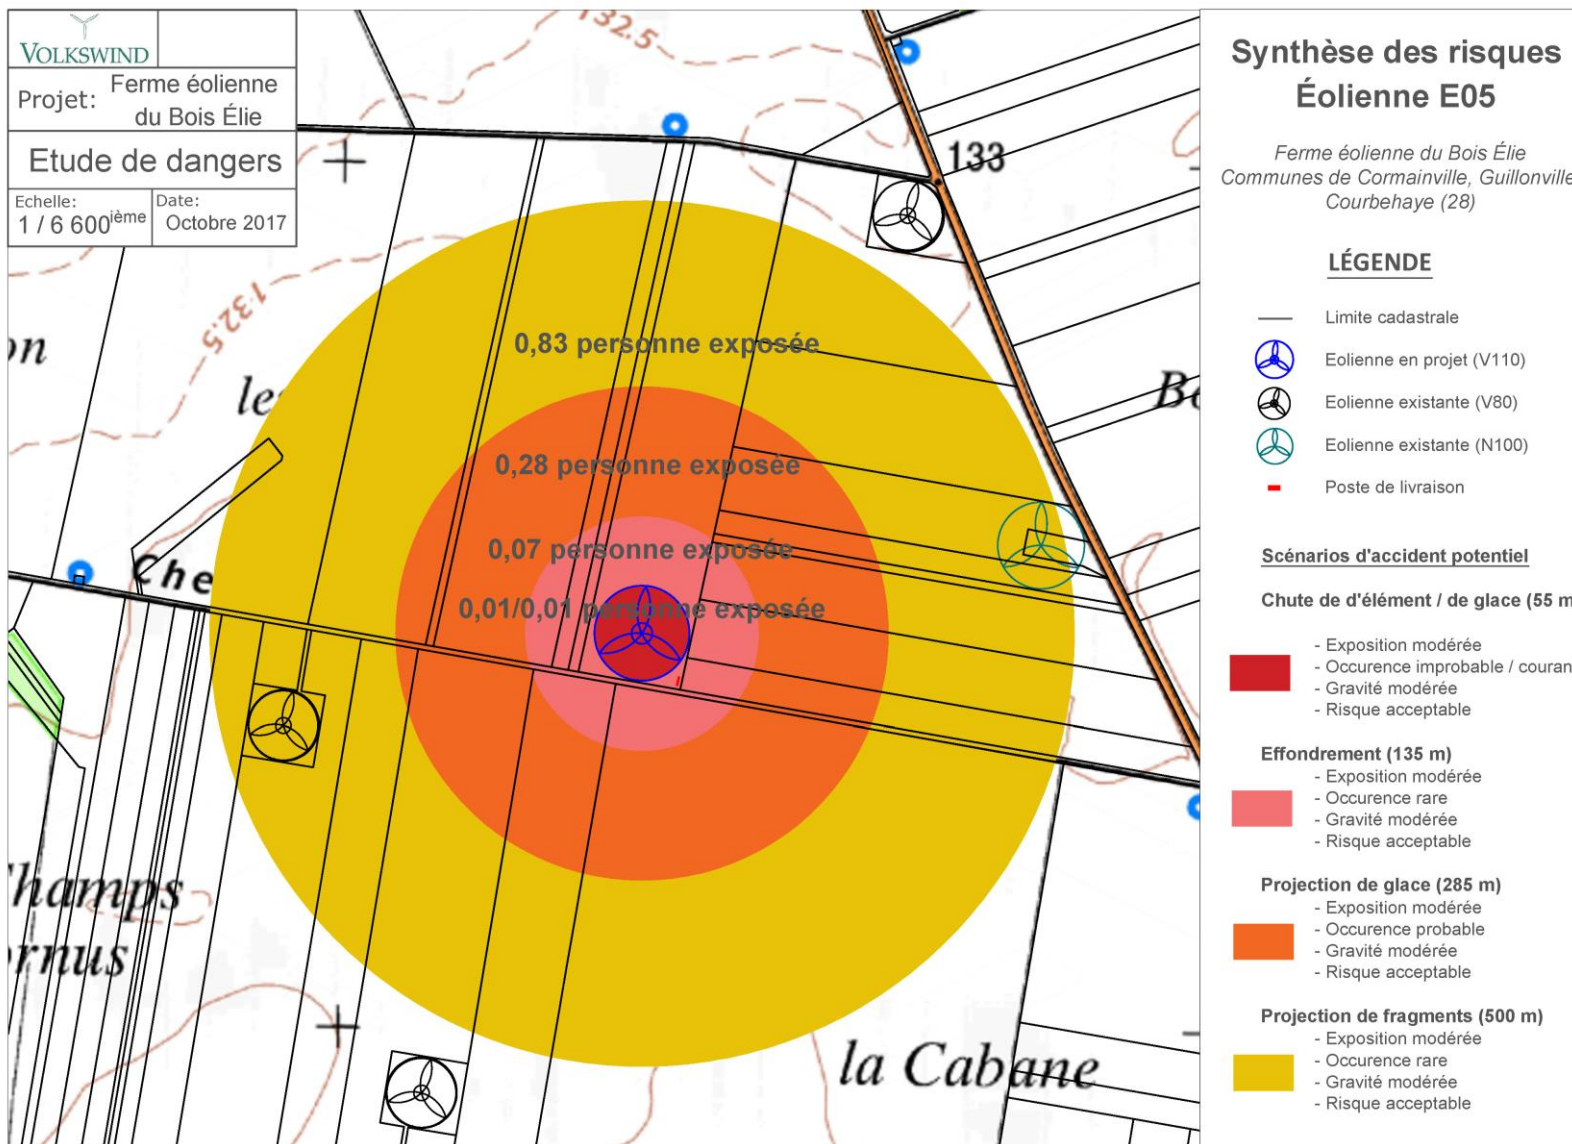 VOLKSWIND
Projet: Ferme éolienne
du Bois Élie
Etude de dangers
Echelle:
1 / 6 600ième
Date:
Octobre 2017
132.5
133
132.5
on
les
0,83 personne exposée
0,28 personne exposée
0,07 personne exposée
0,01/0,01 personne exposée
Che
Champs
la Cabane
Synthèse des risques
Éolienne E05
Ferme éolienne du Bois Élie
Communes de Cormainville, Guillonville
Courbehaye (28)
LÉGENDE
Limite cadastrale
Eolienne en projet (V110)
Eolienne existante (V80)
Eolienne existante (N100)
Poste de livraison
Scénarios d'accident potentiel
Chute de d'élément / de glace (55 m
- Exposition modérée
- Occurence improbable / couran
- Gravité modérée
- Risque acceptable
Effondrement (135 m)
- Exposition modérée
- Occurence rare
- Gravité modérée
- Risque acceptable
Projection de glace (285 m)
- Exposition modérée
- Occurence probable
- Gravité modérée
- Risque acceptable
Projection de fragments (500 m)
- Exposition modérée
- Occurence rare
- Gravité modérée
- Risque acceptable